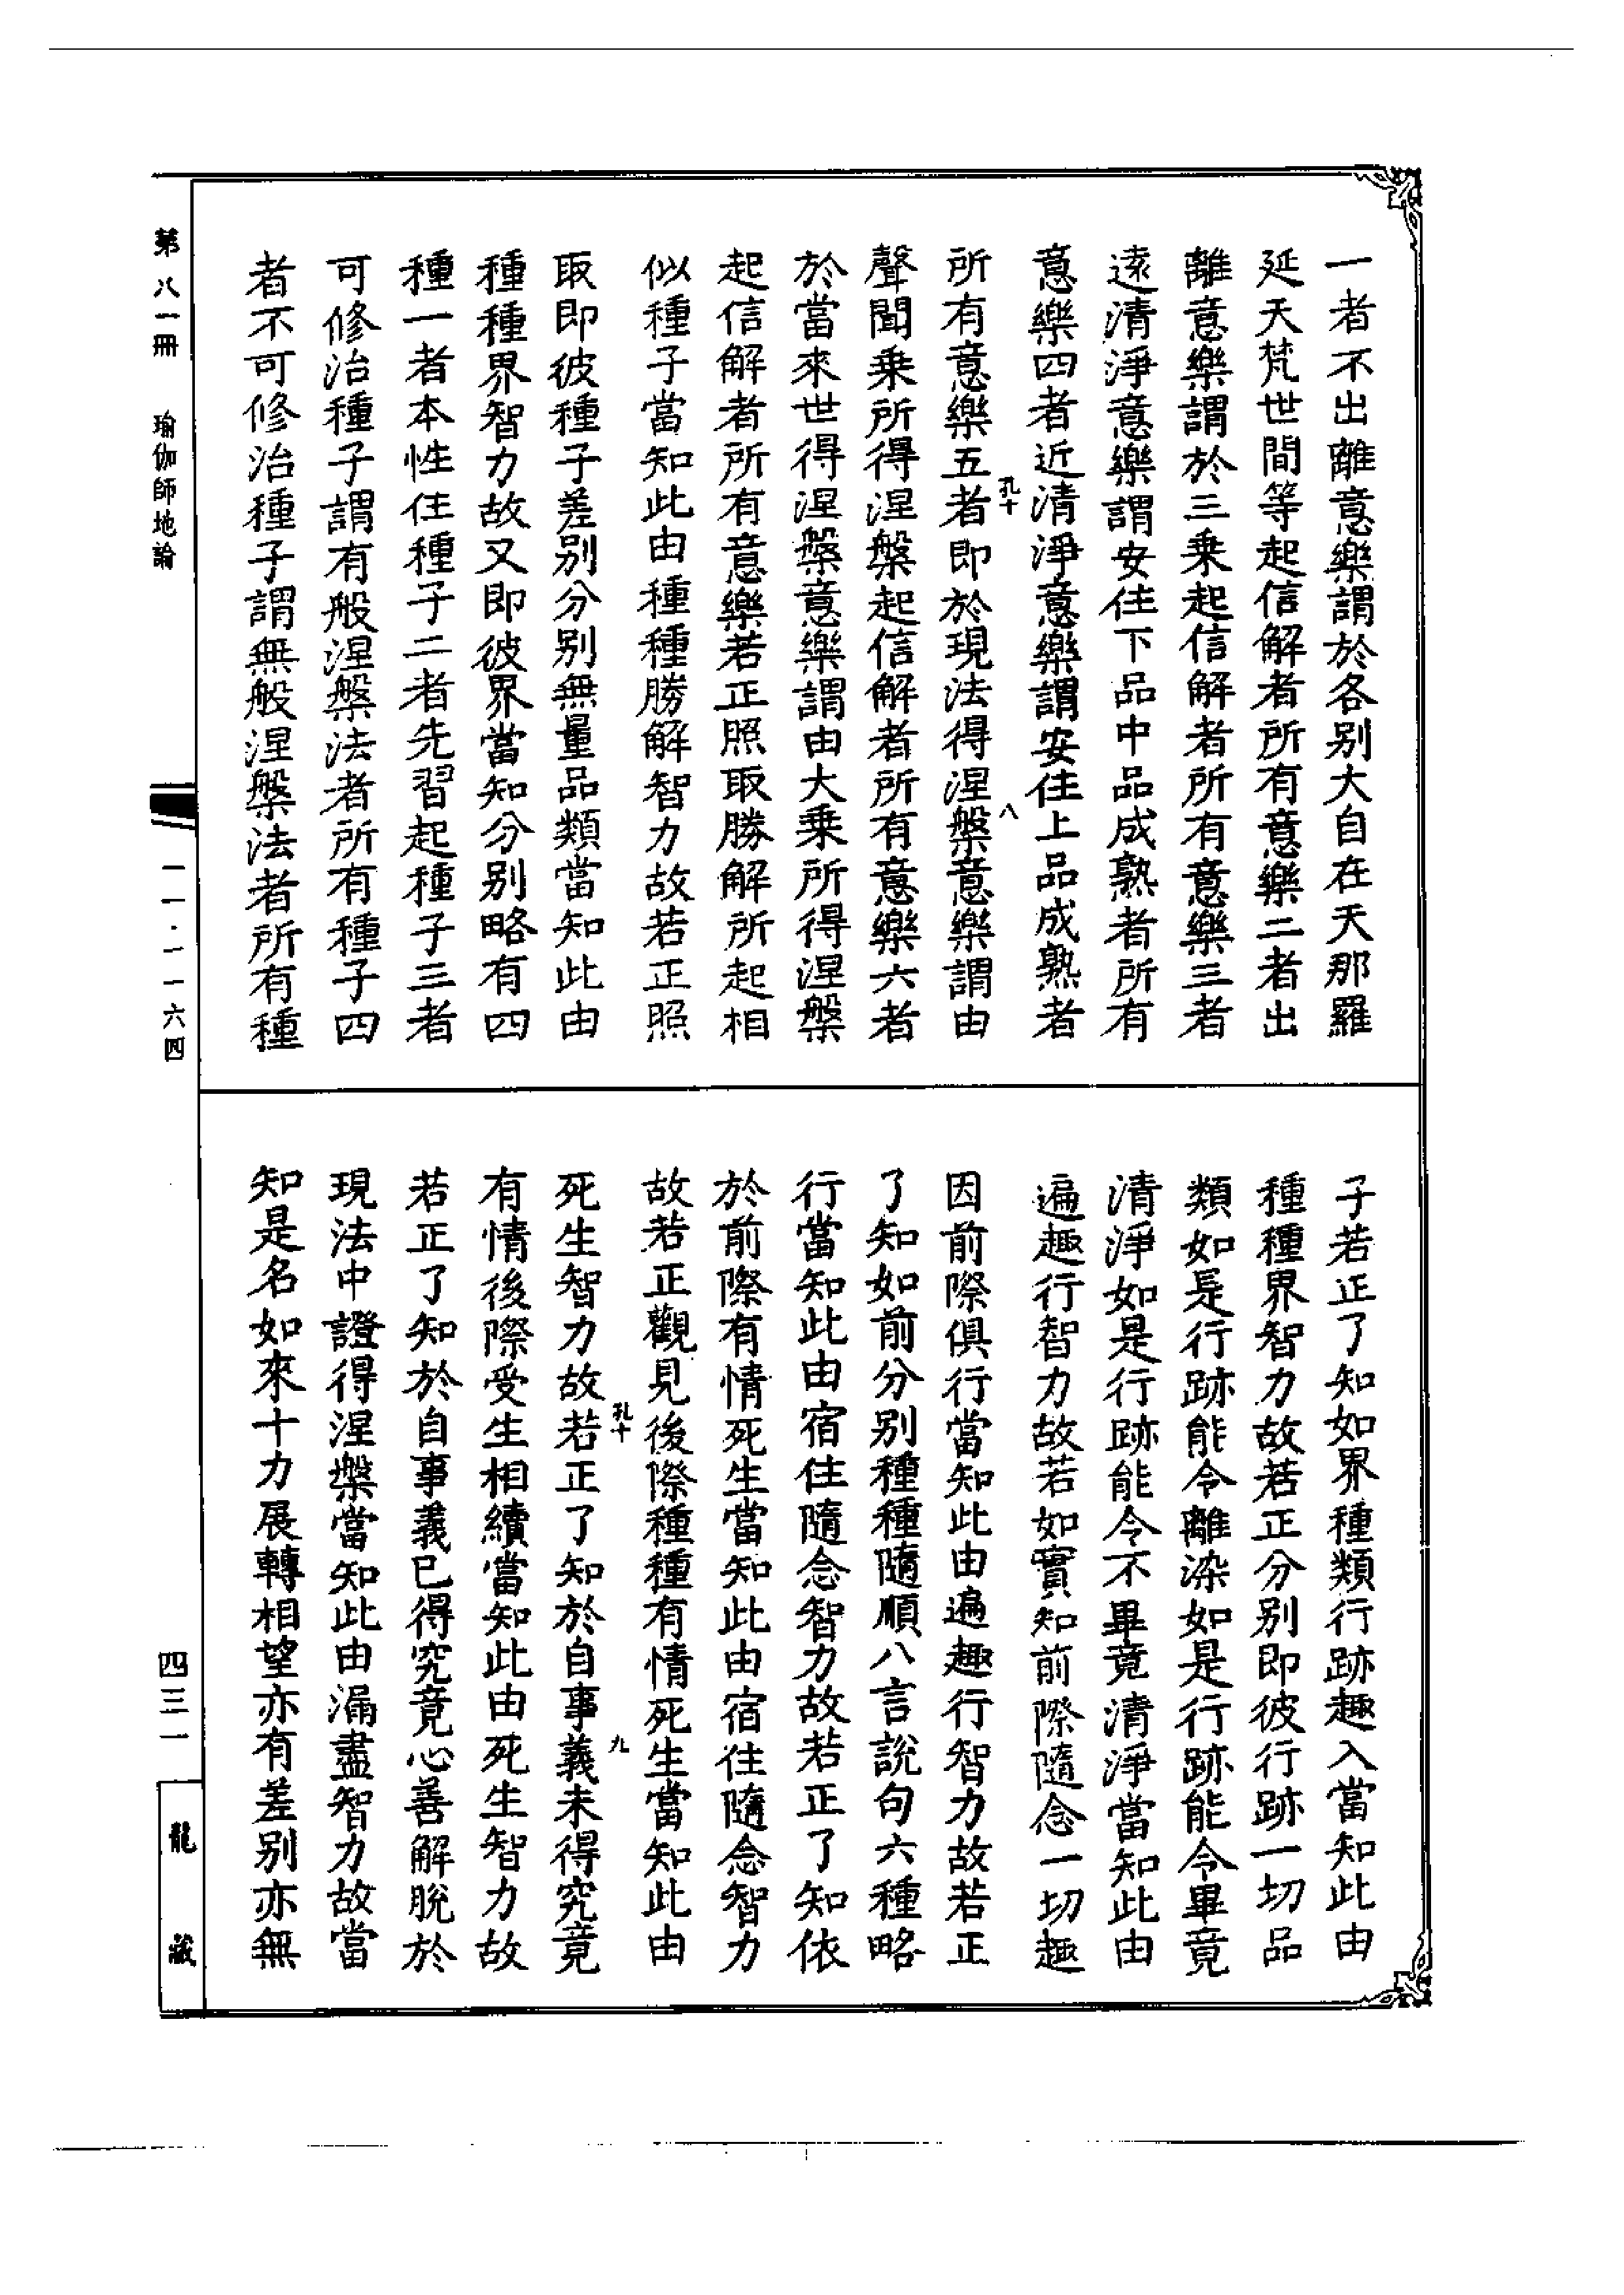 一者不出離意樂謂於各别大自在天那羅
延天梵世間等起信解者所有意樂二者出
離意樂謂於三乘起信解者所有意樂三者
遠清淨意樂謂安住下品中品成熟者所有
意樂四者近清淨意樂謂安住上品成熟者
孔十
八
所有意樂五者即於現法得涅槃意樂謂由
聲聞乘所得涅槃起信解者所有意樂六者
於當來世得涅槃意樂謂由大乘所得涅槃
起信解者所有意樂若正照取勝解所起相
似種子當知此由種種勝解智力故若正照
取即彼種子差别分别無量品類當知此由
種種界智力故又即彼界當知分别略有四
種一者本性住種子二者先習起種子三者
可修治種子謂有般涅槃法者所有種子四
者不可修治種子謂無般涅槃法者所有種
子若正了知如界種類行跡趣入當知此由
種種界智力故若正分别即彼行跡一切品
類如是行跡能令離染如是行跡能令畢竟
清淨如是行跡能令不畢竟清淨當知此由
遍趣行智力故若如實知前際隨念一切趣
因前際俱行當知此由遍趣行智力故若正
了知如前分别種種隨順八言說句六種略
行當知此由宿住隨念智力故若正了知依
於前際有情死生當知此由宿住隨念智力
故若正觀見後際種種有情死生當知此由
孔十
九
死生智力故若正了知於自事義未得究竟
有情後際受生相續當知此由死生智力故
若正了知於自事義已得究竟心善解脫於
現法中證得涅槃當知此由漏盡智力故當
知是名如來十力展轉相望亦有差别亦無
第八一冊 瑜伽師地論
一一·一一六四
四三一
龍藏